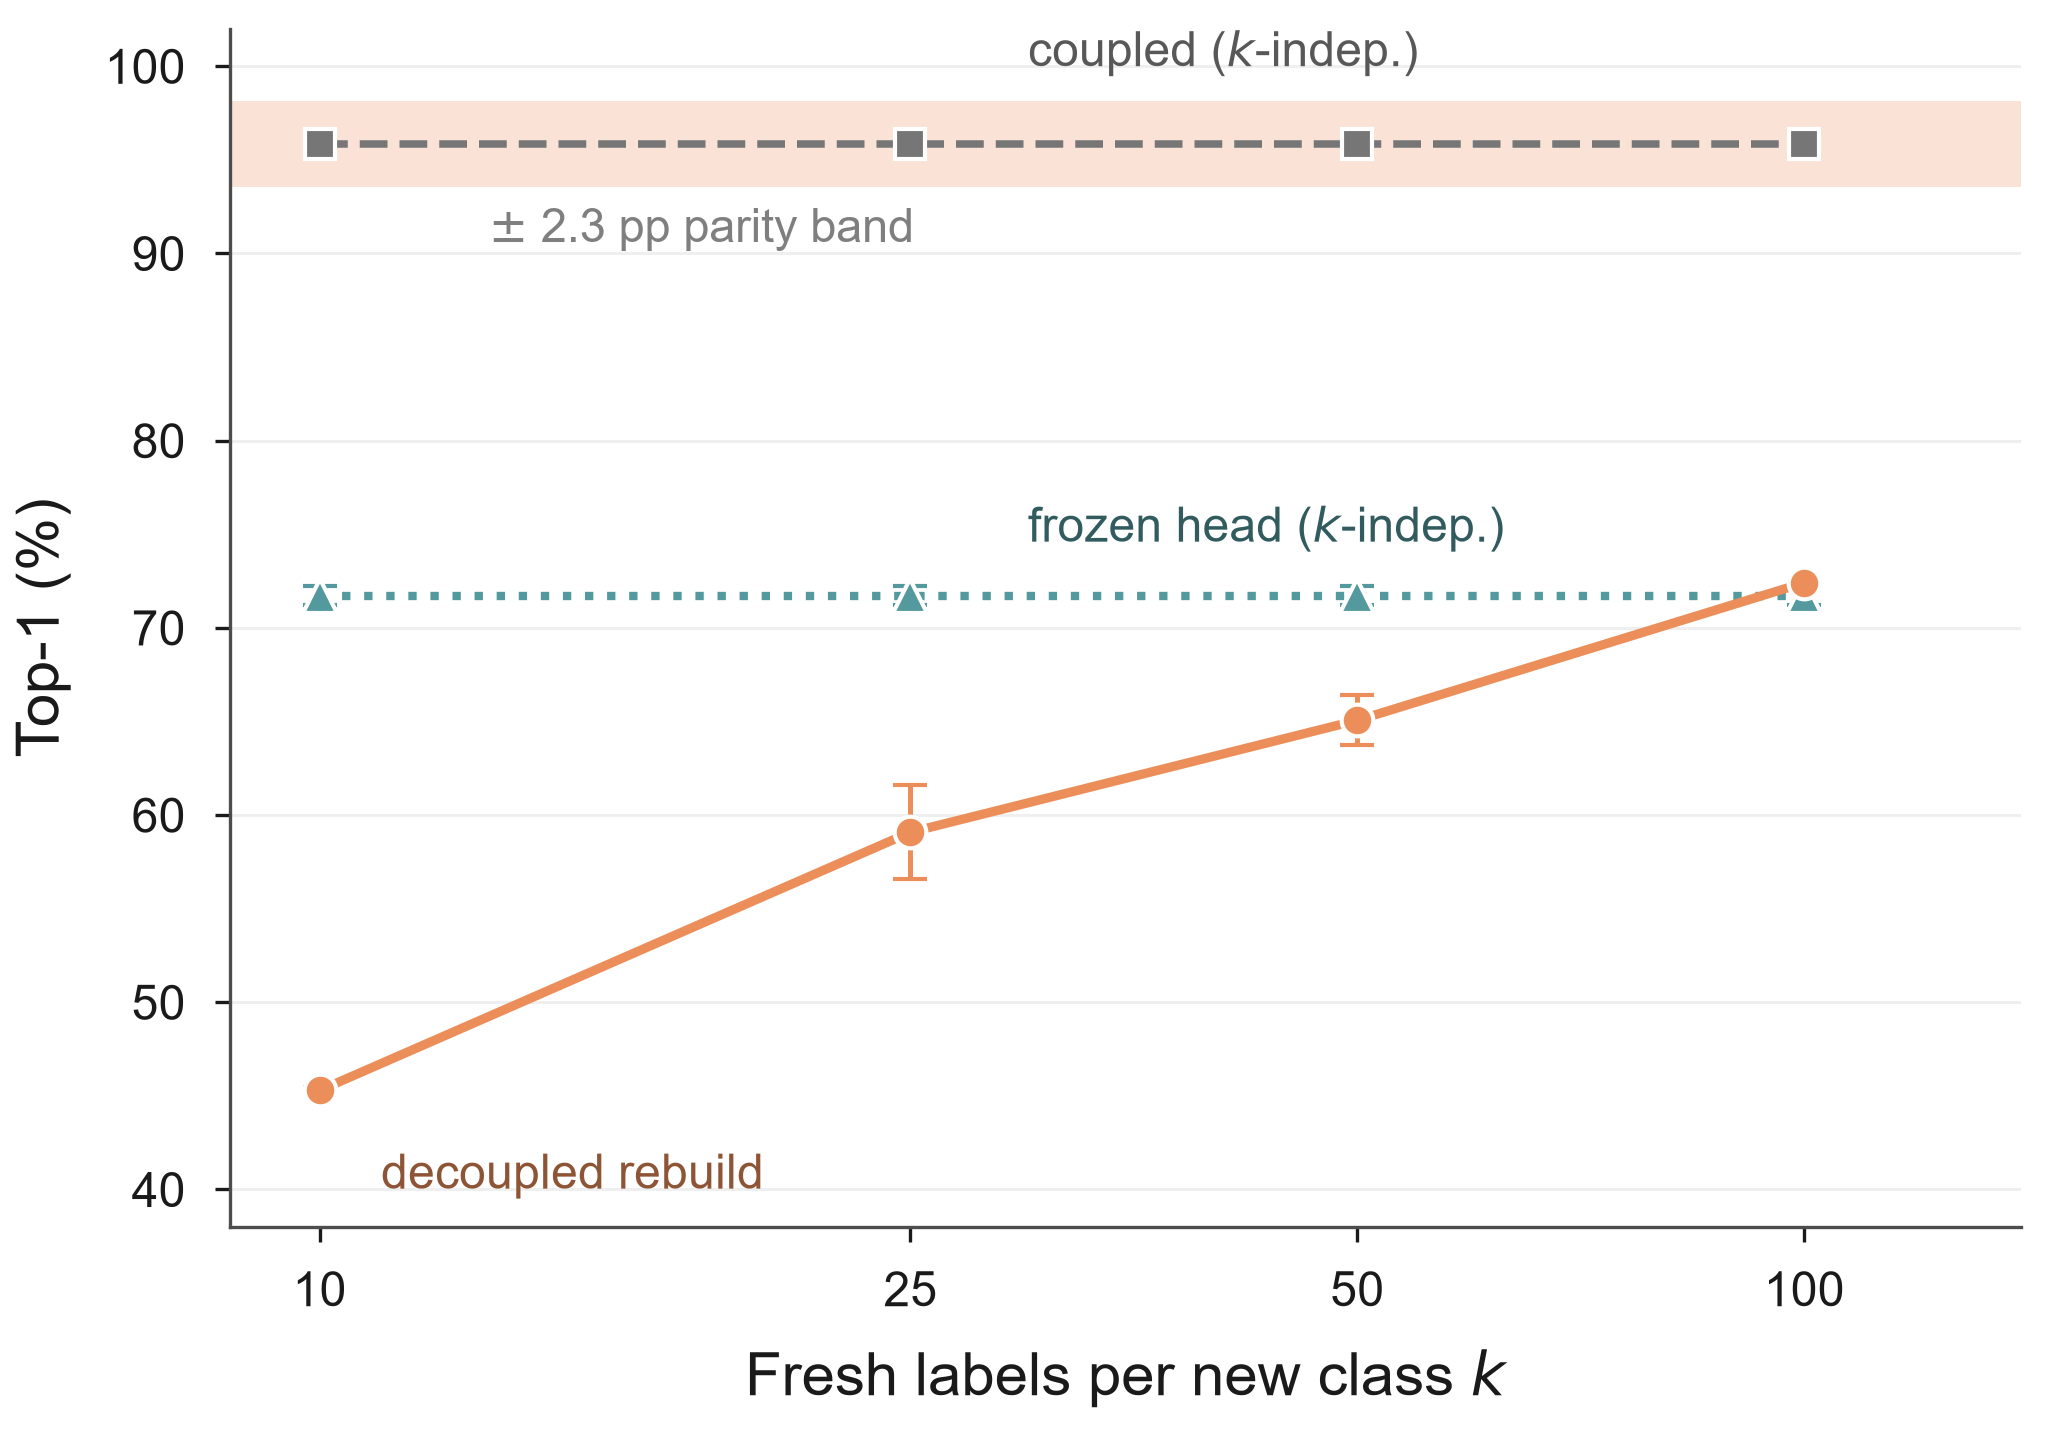 coupled (k-indep.)
100
± 2.3 pp parity band
90
80
frozen head (k-indep.)
70
60
50
decoupled rebuild
40
Top-1 (%)
10 25 50 100
Fresh labels per new class k